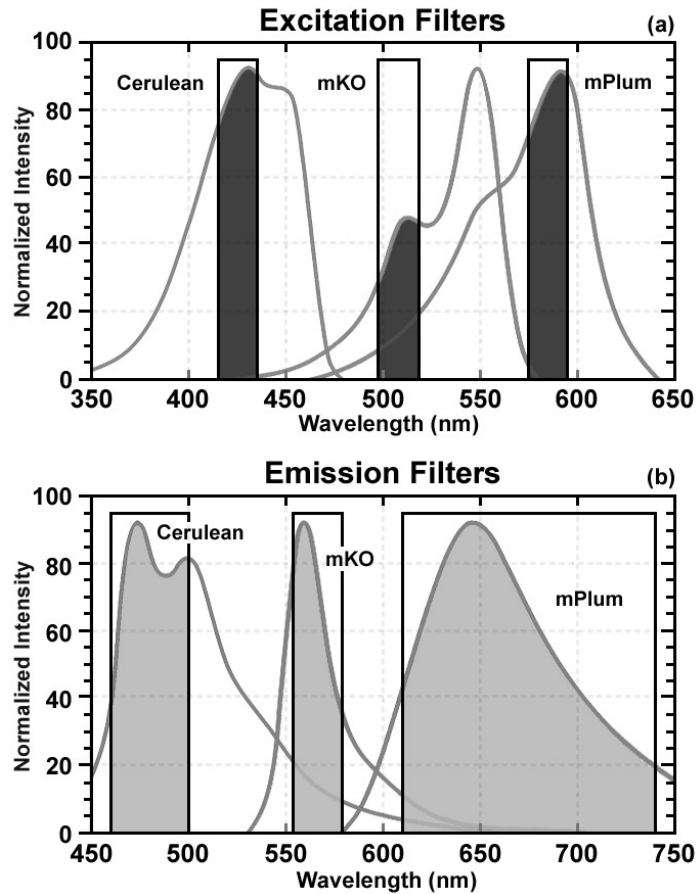 Excitation Filters
(a)
100
80
60
40
20
0
Normalized Intensity
Cerulean
mKO
mPlum
350 400 450 500 550 600 650
Wavelength (nm)
Emission Filters
(b)
100
80
60
40
20
0
Normalized Intensity
Cerulean
mKO
mPlum
450 500 550 600 650 700 750
Wavelength (nm)